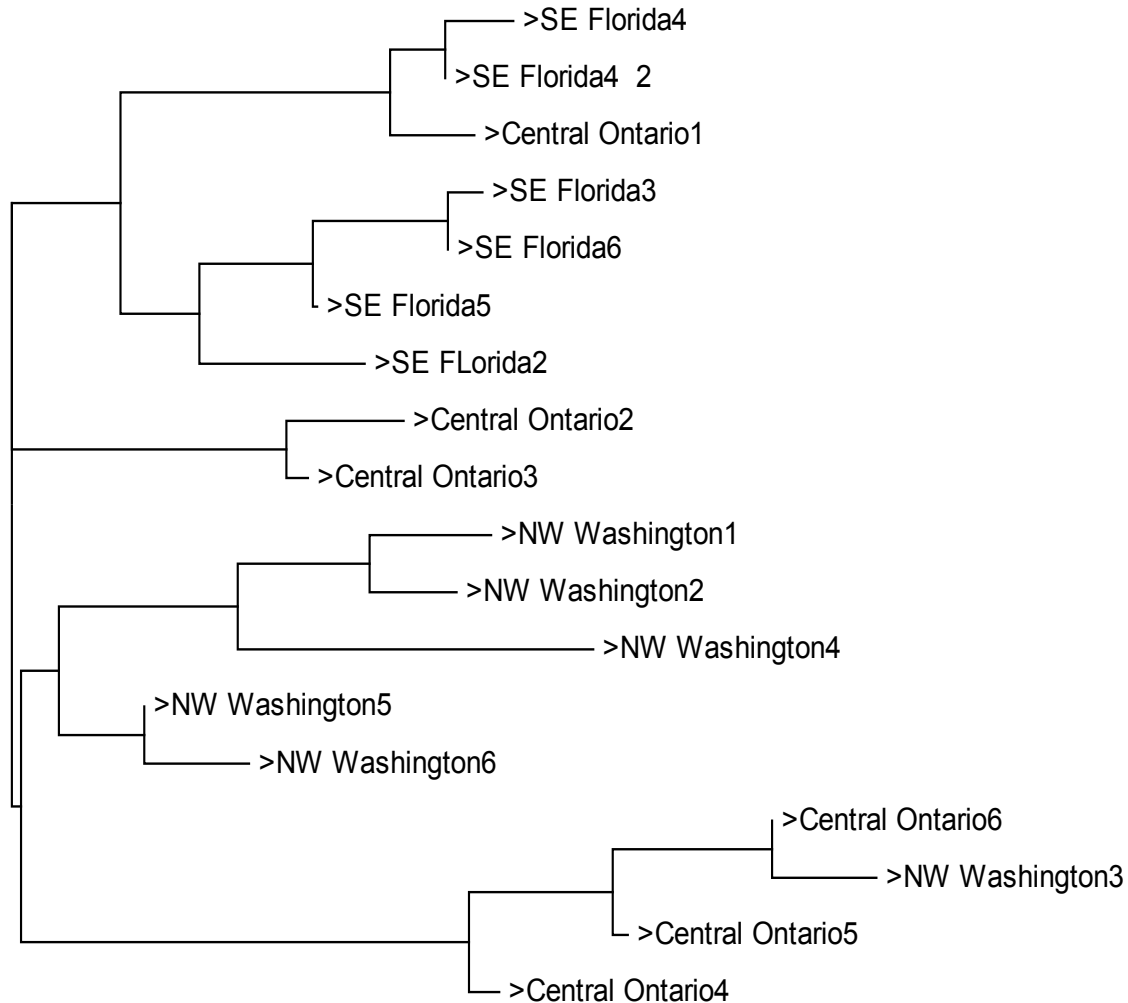 >SE Florida4
>SE Florida4 2
>Central Ontario1
>SE Florida3
>SE Florida6
>SE Florida5
>SE FLorida2
>Central Ontario2
>Central Ontario3
>NW Washington1
>NW Washington2
>NW Washington4
>NW Washington5
>NW Washington6
>Central Ontario6
>NW Washington3
>Central Ontario5
>Central Ontario4